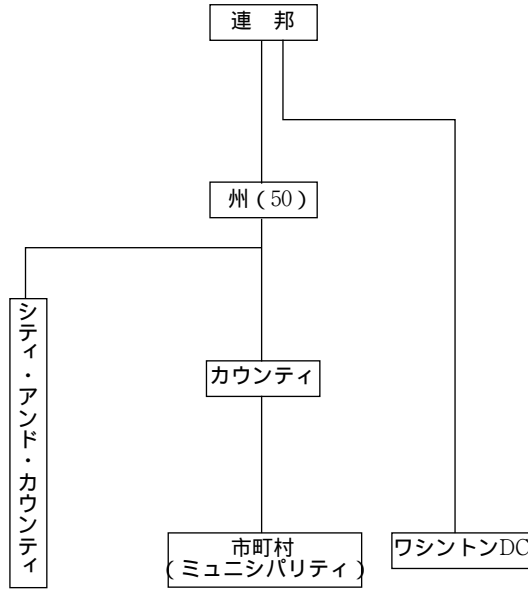 連　邦
州（50）
シティ・アンド・カウンティ
カウンティ
市町村
（ミュニシパリティ）
ワシントンDC